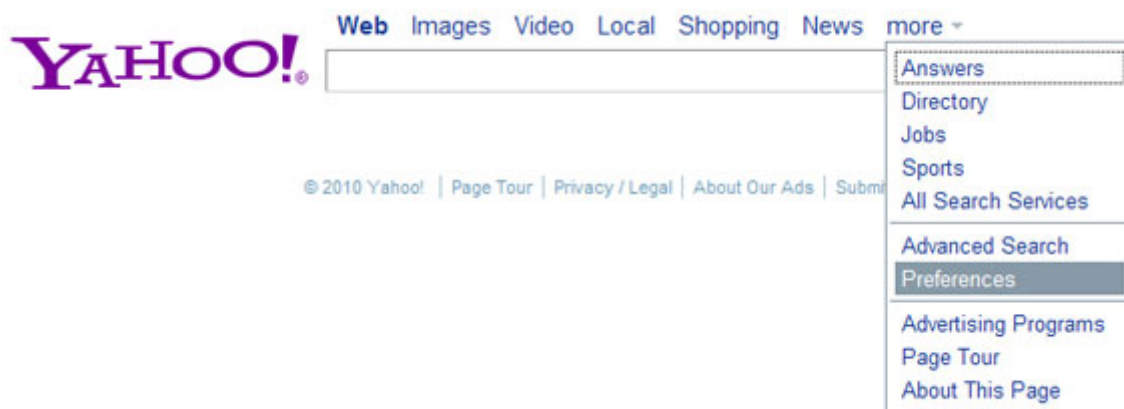 Web Images Video Local Shopping News more
YAHOO!®
Answers
Directory
Jobs
Sports
© 2010 Yahoo! | Page Tour | Privacy / Legal | About Our Ads |
All Search Services
Advanced Search
Preferences
Advertising Programs
Page Tour
About This Page